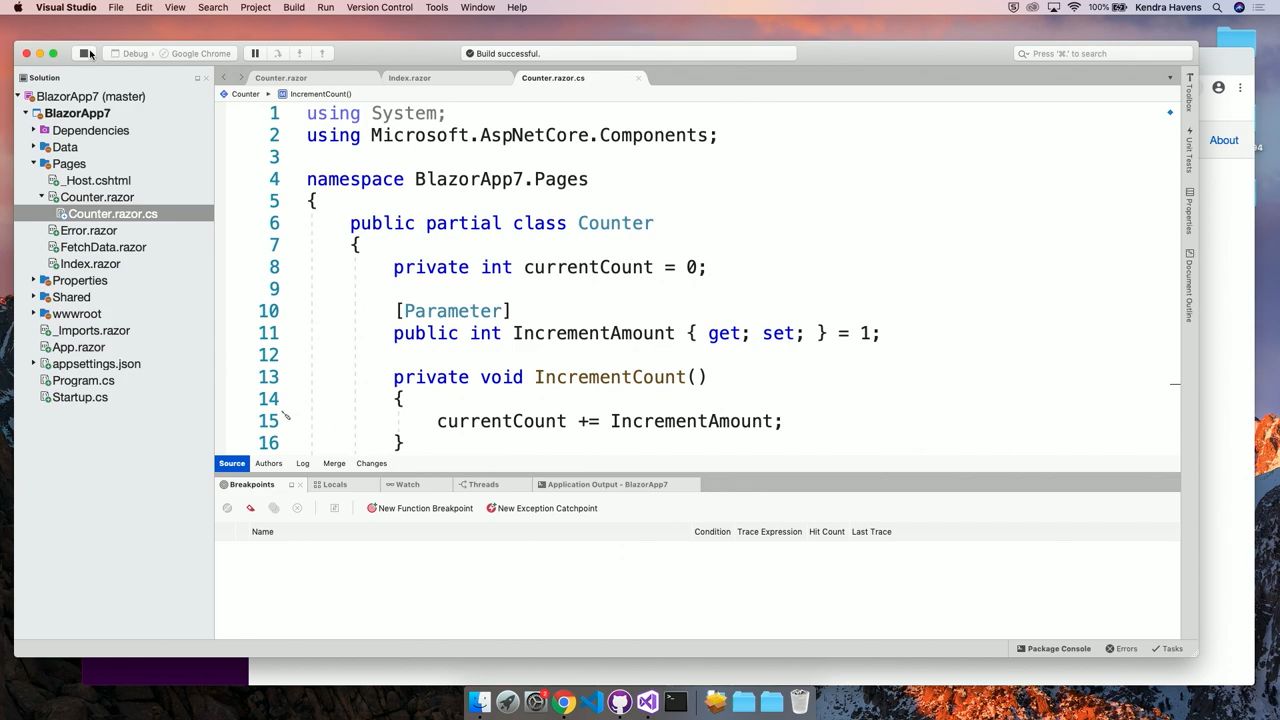 Visual Studio File Edit View Search Project Build Run Version Control Tools Window Help 100% Kendra Havens
Debug › Google Chrome Build successful. Press '⌘.' to search
Solution Counter.razor Index.razor Counter.razor.cs
BlazorApp7 (master) Counter IncrementCount()
BlazorApp7
Dependencies
Data
Pages
_Host.cshtml
Counter.razor
Counter.razor.cs
Error.razor
FetchData.razor
Index.razor
Properties
Shared
wwwroot
_Imports.razor
App.razor
appsettings.json
Program.cs
Startup.cs
1 using System;
2 using Microsoft.AspNetCore.Components;
3
4 namespace BlazorApp7.Pages
5 {
6 public partial class Counter
7 {
8 private int currentCount = 0;
9
10 [Parameter]
11 public int IncrementAmount { get; set; } = 1;
12
13 private void IncrementCount()
14 {
15 currentCount += IncrementAmount;
16 }
Source Authors Log Merge Changes
Breakpoints Locals Watch Threads Application Output - BlazorApp7
New Function Breakpoint New Exception Catchpoint
Name Condition Trace Expression Hit Count Last Trace
Package Console Errors Tasks
Toolbox
Unit Tests
Properties
Document Outline
About